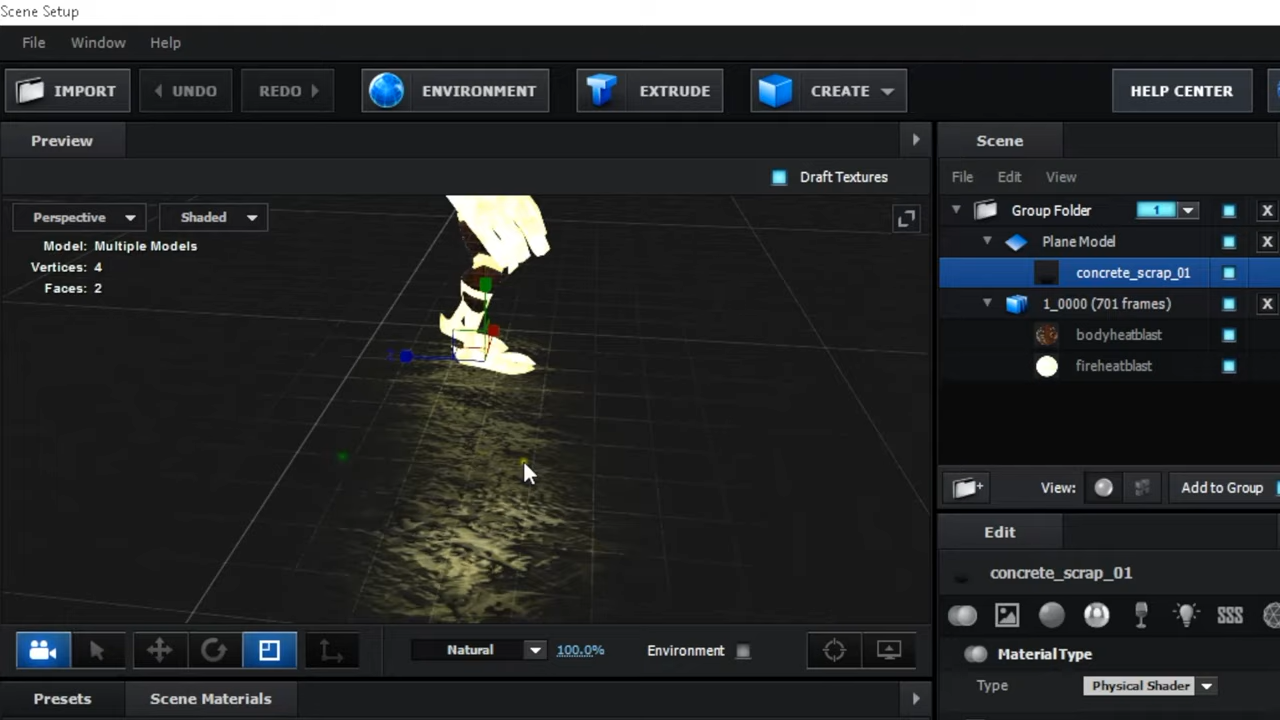 Scene Setup
File Window Help
IMPORT UNDO REDO ENVIRONMENT EXTRUDE CREATE HELP CENTER
Preview
Draft Textures
Perspective Shaded
Model: Multiple Models
Vertices: 4
Faces: 2
Scene
File Edit View
Group Folder 1 X
Plane Model X
concrete_scrap_01
1_0000 (701 frames) X
bodyheatblast
fireheatblast
View: Add to Group
Edit
concrete_scrap_01
SSS
Material Type
Type Physical Shader
Natural 100.0% Environment
Presets Scene Materials